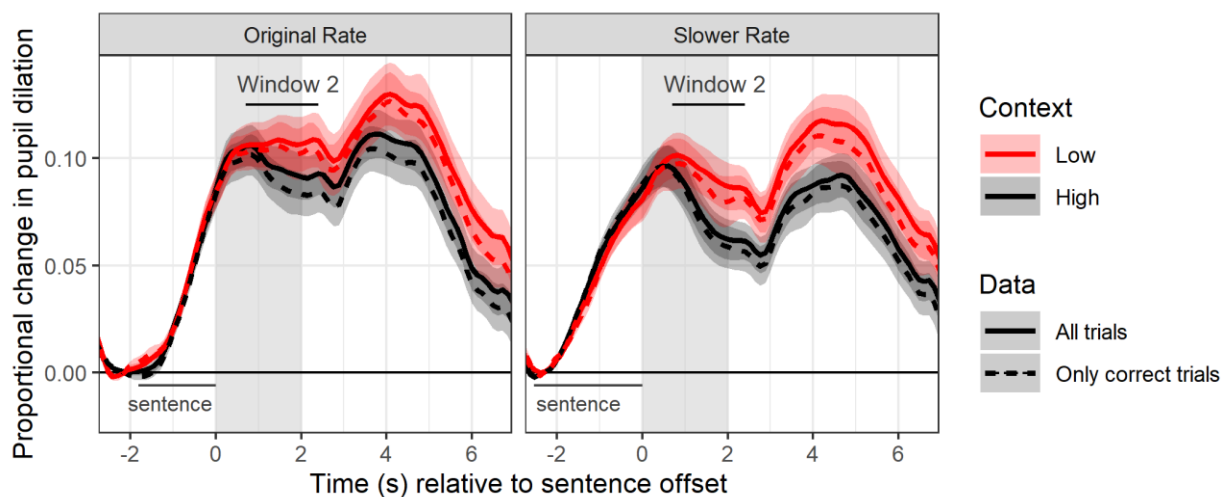 Original Rate
Slower Rate
Proportional change in pupil dilation
0.10
0.05
0.00
Window 2
Window 2
sentence
sentence
-2 0 2 4 6
-2 0 2 4 6
Time (s) relative to sentence offset
Context
Low
High
Data
All trials
Only correct trials